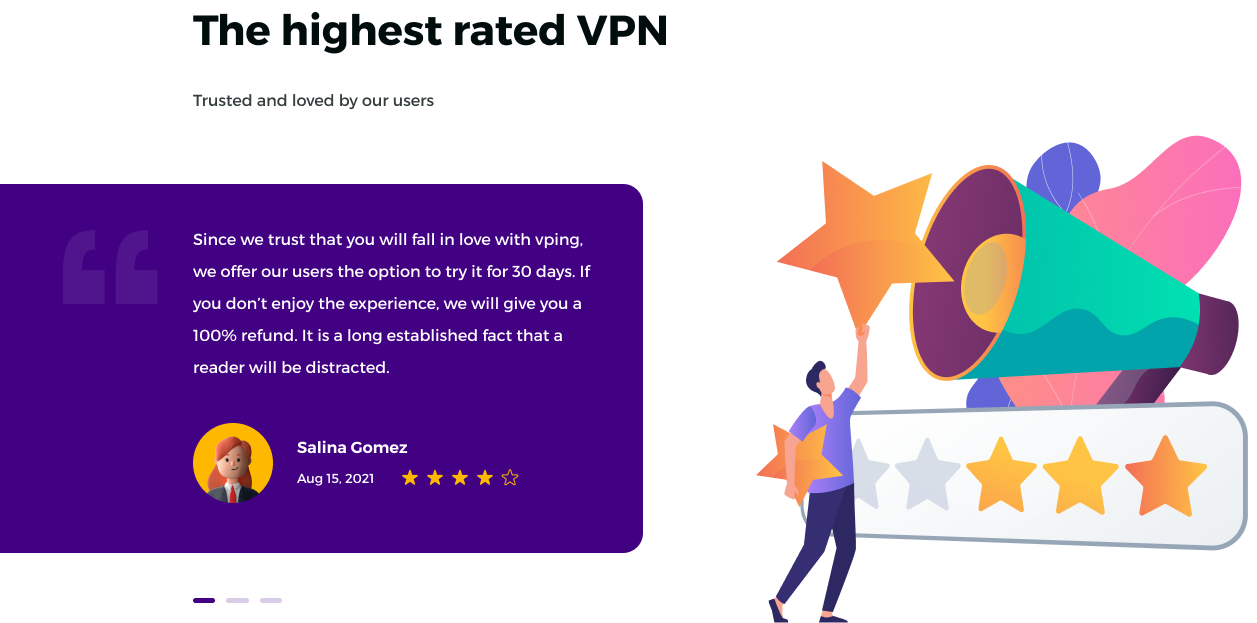 The highest rated VPN
Trusted and loved by our users
Since we trust that you will fall in love with vping,
we offer our users the option to try it for 30 days. If
you don’t enjoy the experience, we will give you a
100% refund. It is a long established fact that a
reader will be distracted.
Salina Gomez
Aug 15, 2021